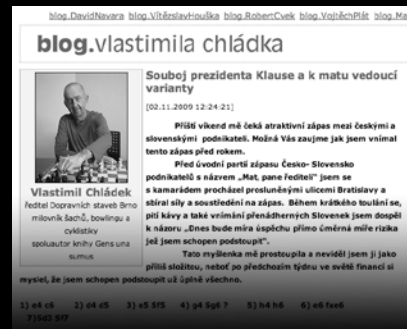 blog.DavidNavara blog.VítězslavHouška blog.RobertCvek blog.VojtěchPlát blog.Ma
blog.vlastimila chládka
Souboj prezidenta Klause a k matu vedoucí
varianty
[02.11.2009 12:24:21]
Příští víkend mě čeká atraktivní zápas mezi českými a
slovenskými podnikateli. Možná Vás zaujme jak jsem vnímal
tento zápas před rokem.
Před úvodní partií zápasu Česko- Slovensko
podnikatelů s názvem „Mat, pane řediteli“ jsem se
s kamarádem procházel prosluněnými ulicemi Bratislavy a
sbíral síly a soustředění na zápas. Během krátkého toulání se,
pití kávy a také vnímání přenádherných Slovenek jsem dospěl
k názoru „Dnes bude míra úspěchu přímo úměrná míře rizika
jež jsem schopen podstoupit“.
Tato myšlenka mě prostoupila a neviděl jsem ji jako
příliš složitou, neboť po předchozím týdnu ve světě financí si
myslel, že jsem schopen podstoupit už úplně všechno.
Vlastimil Chládek
ředitel Dopravních staveb Brno
milovník šachů, bowlingu a
cyklistiky
spoluautor knihy Gens una
sumus
1) e4 c6 2) d4 d5 3) e5 Sf5 4) g4 Sg6 ? 5) h4 h6 6) e6 fxe6
7)Sd3 Sf7